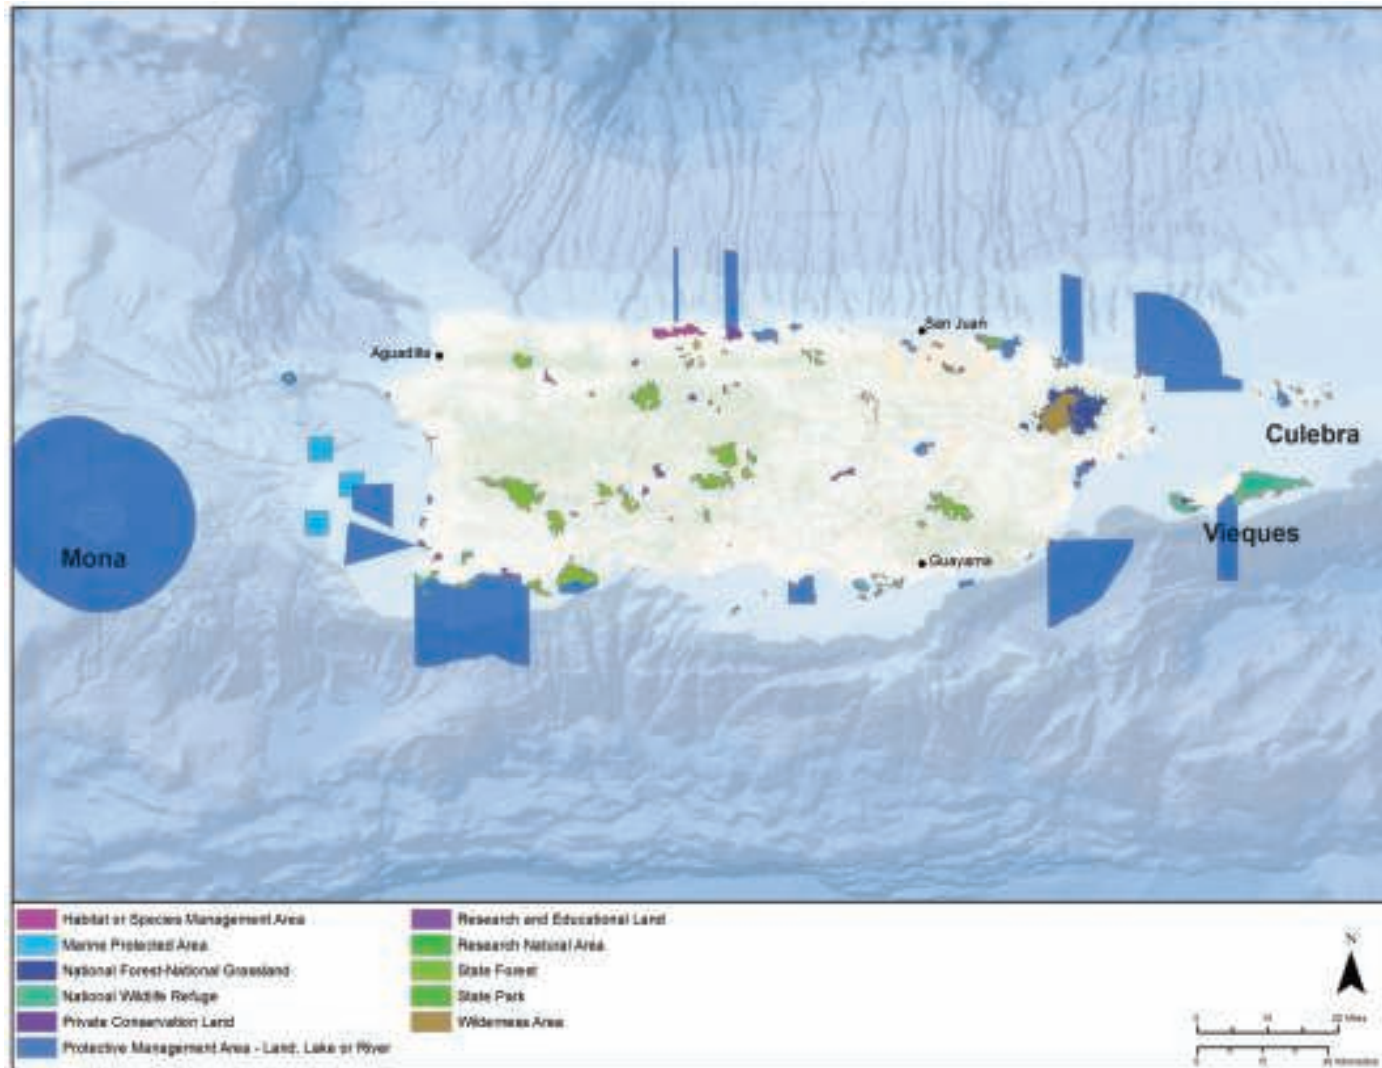 San Juan
Aguadilla
Culebra
Vieques
Mona
Guayama
Habitat or Species Management Area
Marine Protected Area
National Forest-National Grassland
National Wildlife Refuge
Private Conservation Land
Protective Management Area - Land, Lake or River
Research and Educational Land
Research Natural Area
State Forest
State Park
Wilderness Area
N